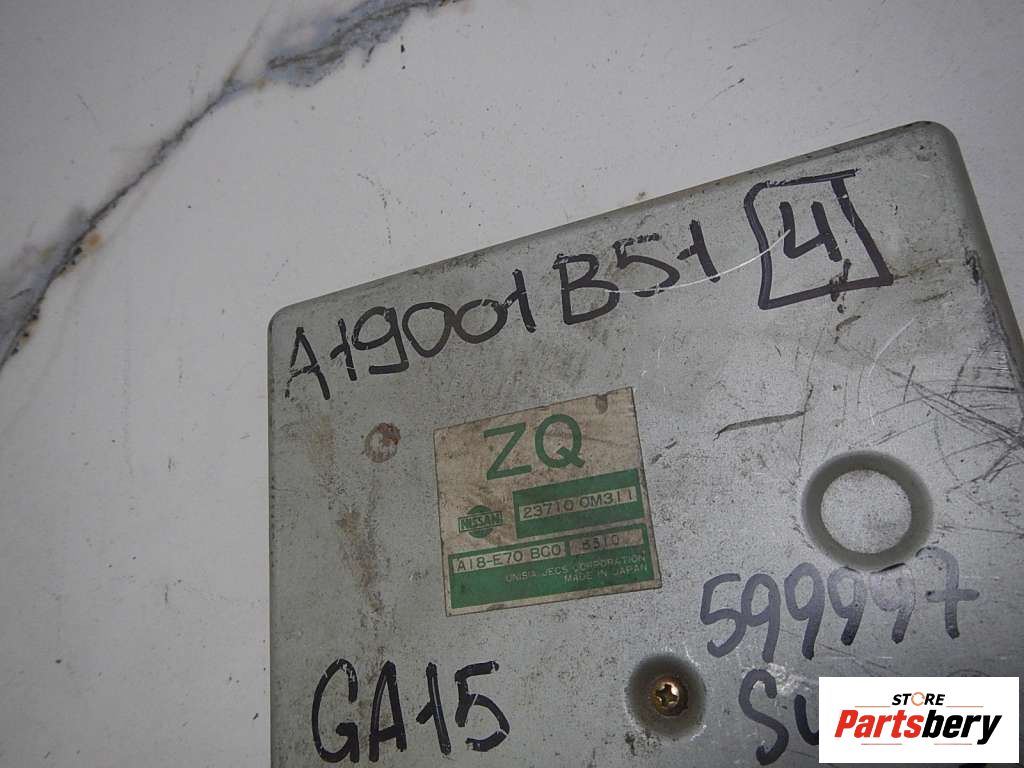 A19001B51 4
ZQ
NISSAN
23710 0M311
A18-E70 BC0 5310
UNISIA JECS CORPORATION
MADE IN JAPAN
599997
GA15
SU
STORE
Partsbery